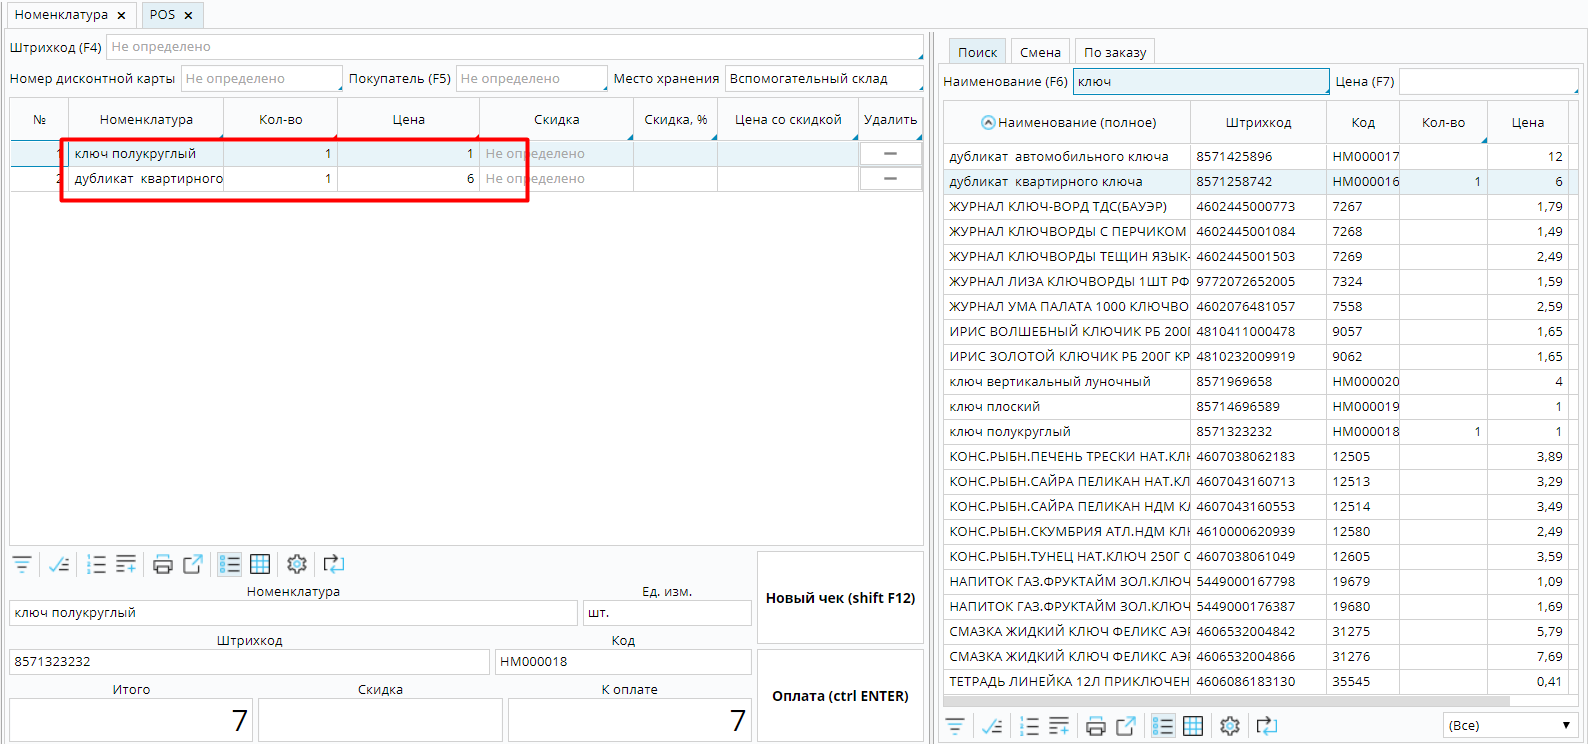 Номенклатура × POS ×
Штрихкод (F4) Не определено
Номер дисконтной карты Не определено Покупатель (F5) Не определено Место хранения Вспомогательный склад
№ Номенклатура Кол-во Цена Скидка Скидка, % Цена со скидкой Удалить
1 ключ полукруглый 1 1 Не определено —
2 дубликат квартирного 1 6 Не определено —
Номенклатура Ед. изм.
ключ полукруглый шт.
Штрихкод Код
8571323232 НМ000018
Итого Скидка К оплате
7 7
Новый чек (shift F12)
Оплата (ctrl ENTER)
Поиск Смена По заказу
Наименование (F6) ключ Цена (F7)
Наименование (полное) Штрихкод Код Кол-во Цена
дубликат автомобильного ключа 8571425896 НМ000017 12
дубликат квартирного ключа 8571258742 НМ000016 1 6
ЖУРНАЛ КЛЮЧ-ВОРД ТДС(БАУЭР) 4602445000773 7267 1,79
ЖУРНАЛ КЛЮЧВОРДЫ С ПЕРЧИКОМ 4602445001084 7268 1,49
ЖУРНАЛ КЛЮЧВОРДЫ ТЕЩИН ЯЗЫК- 4602445001503 7269 2,49
ЖУРНАЛ ЛИЗА КЛЮЧВОРДЫ 1ШТ РФ 9772072652005 7324 1,59
ЖУРНАЛ УМА ПАЛАТА 1000 КЛЮЧВО 4602076481057 7558 2,59
ИРИС ВОЛШЕБНЫЙ КЛЮЧИК РБ 200Г 4810411000478 9057 1,65
ИРИС ЗОЛОТОЙ КЛЮЧИК РБ 200Г КР 4810232009919 9062 1,65
ключ вертикальный луночный 8571969658 НМ000020 4
ключ плоский 85714696589 НМ000019 1
ключ полукруглый 8571323232 НМ000018 1 1
КОНС.РЫБН.ПЕЧЕНЬ ТРЕСКИ НАТ.КЛЮ 4607038062183 12505 3,89
КОНС.РЫБН.САЙРА ПЕЛИКАН НАТ.КЛ 4607043160713 12513 3,29
КОНС.РЫБН.САЙРА ПЕЛИКАН НДМ КЛ 4607043160553 12514 3,49
КОНС.РЫБН.СКУМБРИЯ АТЛ.НДМ КЛЮ 4610000620939 12580 2,49
КОНС.РЫБН.ТУНЕЦ НАТ.КЛЮЧ 250Г С 4607038061049 12605 3,59
НАПИТОК ГАЗ.ФРУКТАЙМ ЗОЛ.КЛЮЧ 5449000167798 19679 1,09
НАПИТОК ГАЗ.ФРУКТАЙМ ЗОЛ.КЛЮЧ 5449000176387 19680 1,69
СМАЗКА ЖИДКИЙ КЛЮЧ ФЕЛИКС АЭР 4606532004842 31275 5,79
СМАЗКА ЖИДКИЙ КЛЮЧ ФЕЛИКС АЭР 4606532004866 31276 7,69
ТЕТРАДЬ ЛИНЕЙКА 12Л ПРИКЛЮЧЕН 4606086183130 35545 0,41
(Все)